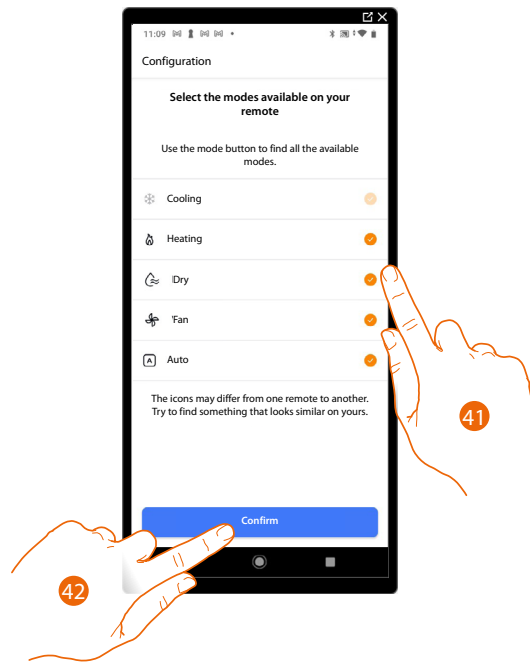 11:09
Configuration
Select the modes available on your
remote
Use the mode button to find all the available
modes.
Cooling
Heating
Dry
'Fan
A Auto
The icons may differ from one remote to another.
Try to find something that looks similar on yours.
41
Confirm
42